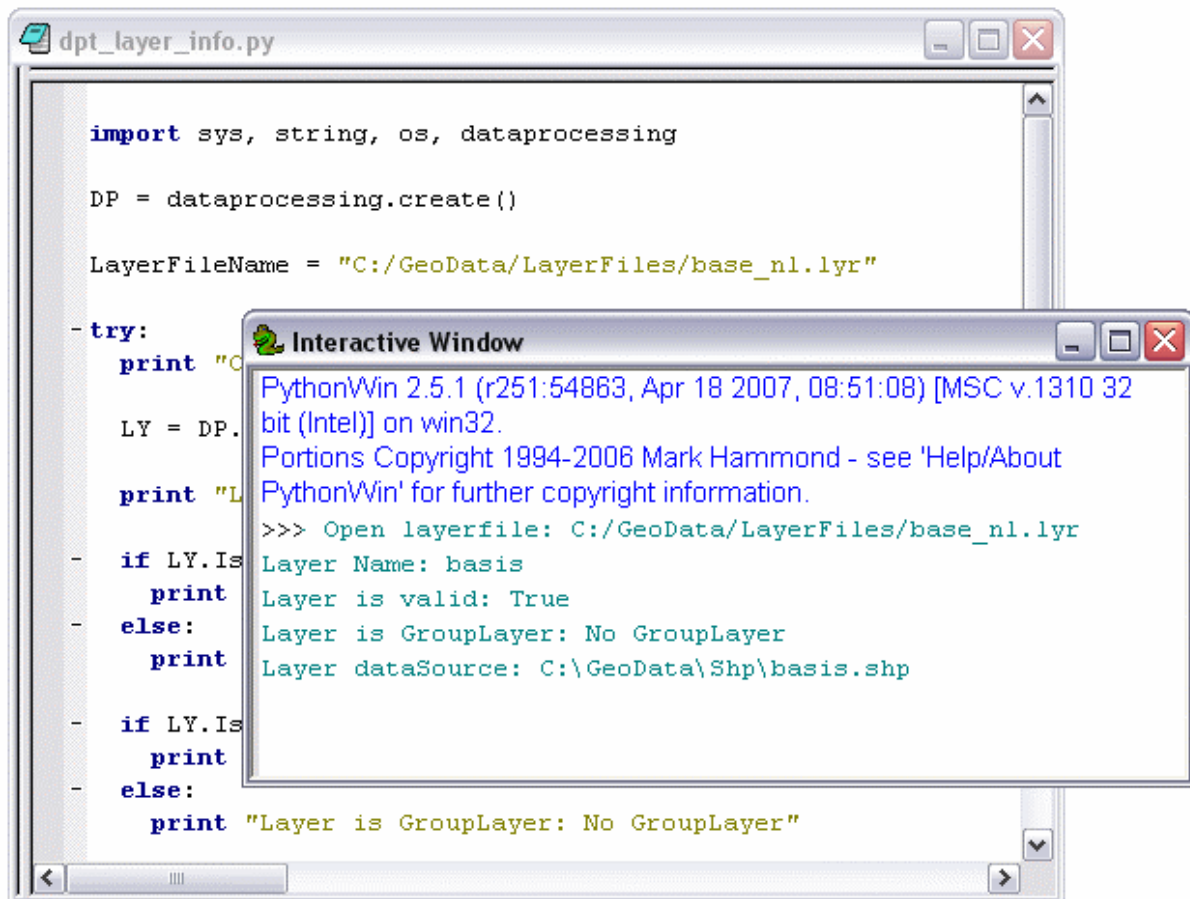 dpt_layer_info.py
import sys, string, os, dataprocessing
DP = dataprocessing.create()
LayerFileName = "C:/GeoData/LayerFiles/base_nl.lyr"
try:
print "C
LY = DP.
print "L
if LY.Is
print
else:
print
if LY.Is
print
else:
print "Layer is GroupLayer: No GroupLayer"
Interactive Window
PythonWin 2.5.1 (r251:54863, Apr 18 2007, 08:51:08) [MSC v.1310 32
bit (Intel)] on win32.
Portions Copyright 1994-2006 Mark Hammond - see 'Help/About
PythonWin' for further copyright information.
>>> Open layerfile: C:/GeoData/LayerFiles/base_nl.lyr
Layer Name: basis
Layer is valid: True
Layer is GroupLayer: No GroupLayer
Layer dataSource: C:\GeoData\Shp\basis.shp